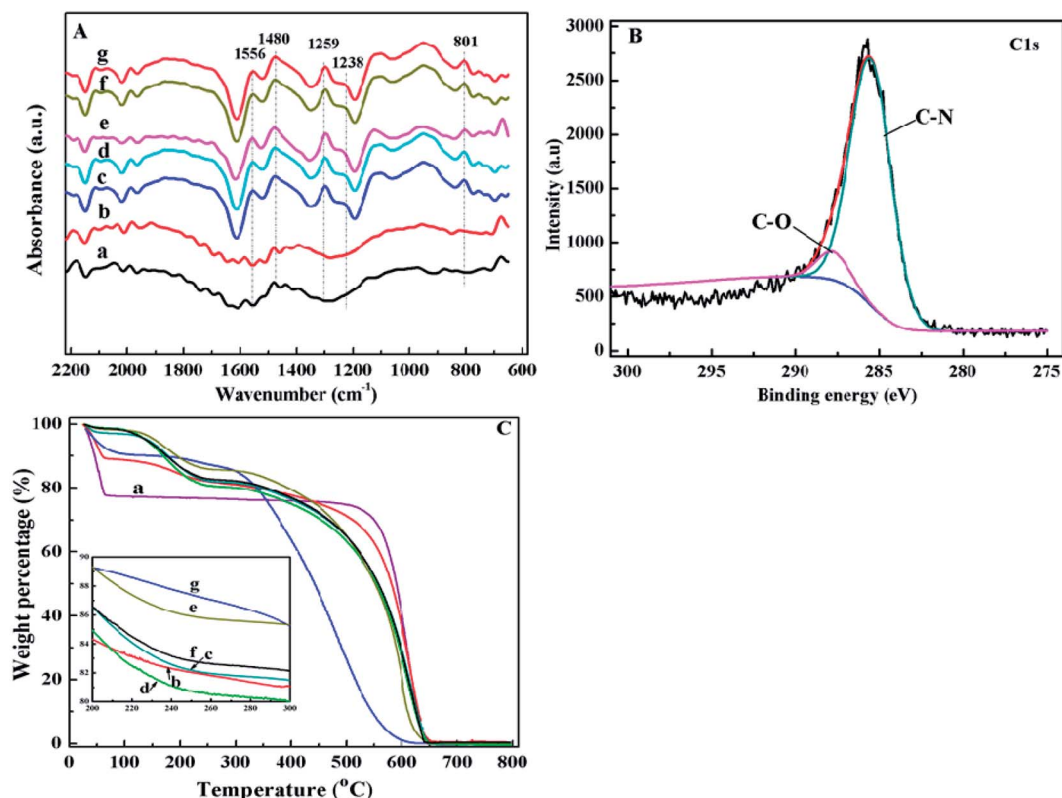 A
1556
1480
1259
1238
801
g
f
e
d
c
b
a
Absorbance (a.u.)
2200 2000 1800 1600 1400 1200 1000 800 600
Wavenumber (cm⁻¹)
B
C1s
C-N
C-O
Intensity (a.u)
3000
2500
2000
1500
1000
500
0
300 295 290 285 280 275
Binding energy (eV)
C
a
Weight percentage (%)
100
80
60
40
20
0
90
88
86
84
82
80
g
e
f c
d b
200 220 240 260 280 300
0 100 200 300 400 500 600 700 800
Temperature (°C)